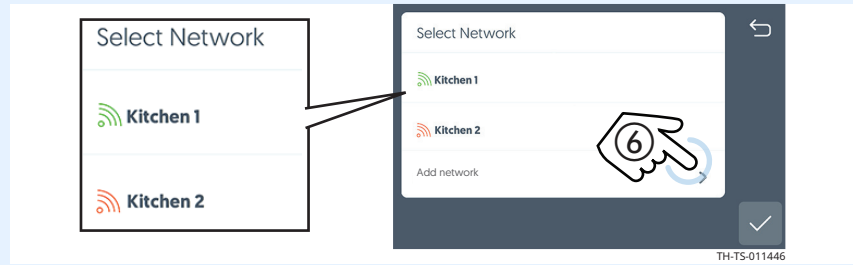 Select Network
Kitchen 1
Kitchen 2
Select Network
Kitchen 1
Kitchen 2
Add network
6
TH-TS-011446